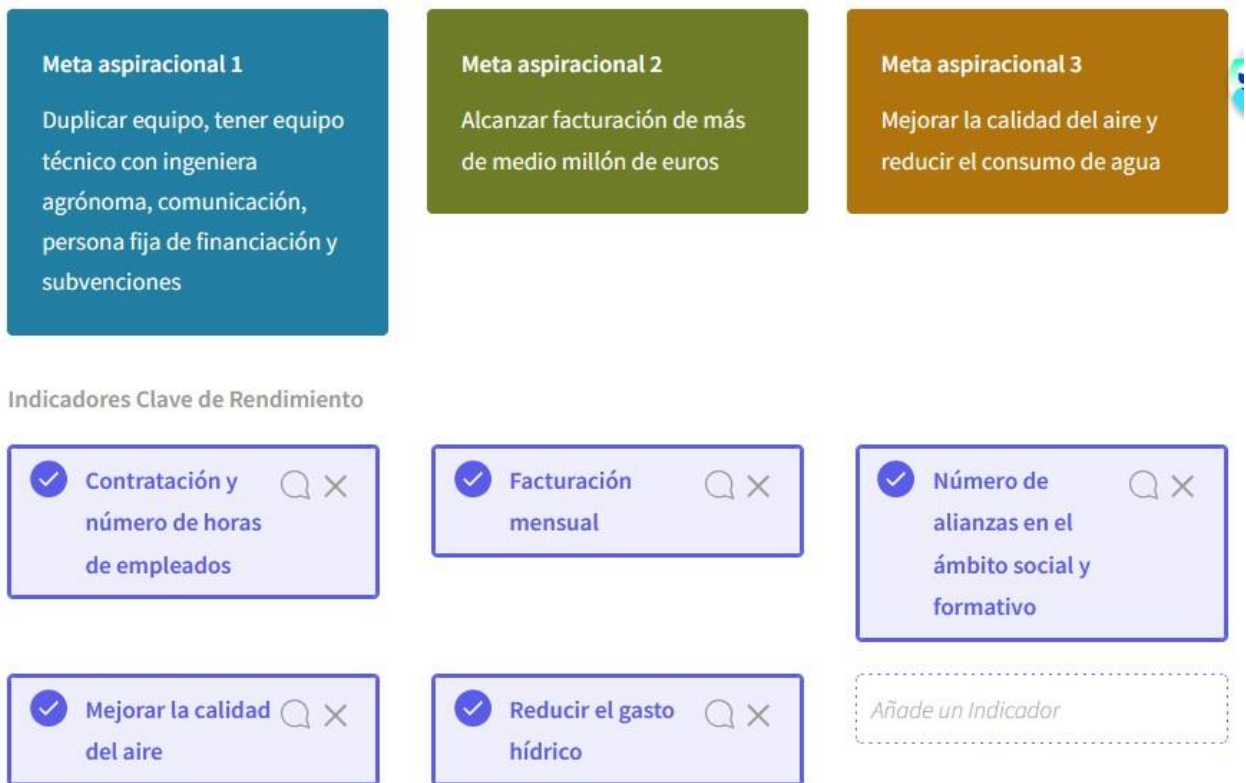 Meta aspiracional 1
Duplicar equipo, tener equipo
técnico con ingeniera
agrónoma, comunicación,
persona fija de financiación y
subvenciones
Meta aspiracional 2
Alcanzar facturación de más
de medio millón de euros
Meta aspiracional 3
Mejorar la calidad del aire y
reducir el consumo de agua
Indicadores Clave de Rendimiento
Contratación y
número de horas
de empleados
Facturación
mensual
Número de
alianzas en el
ámbito social y
formativo
Mejorar la calidad
del aire
Reducir el gasto
hídrico
Añade un Indicador